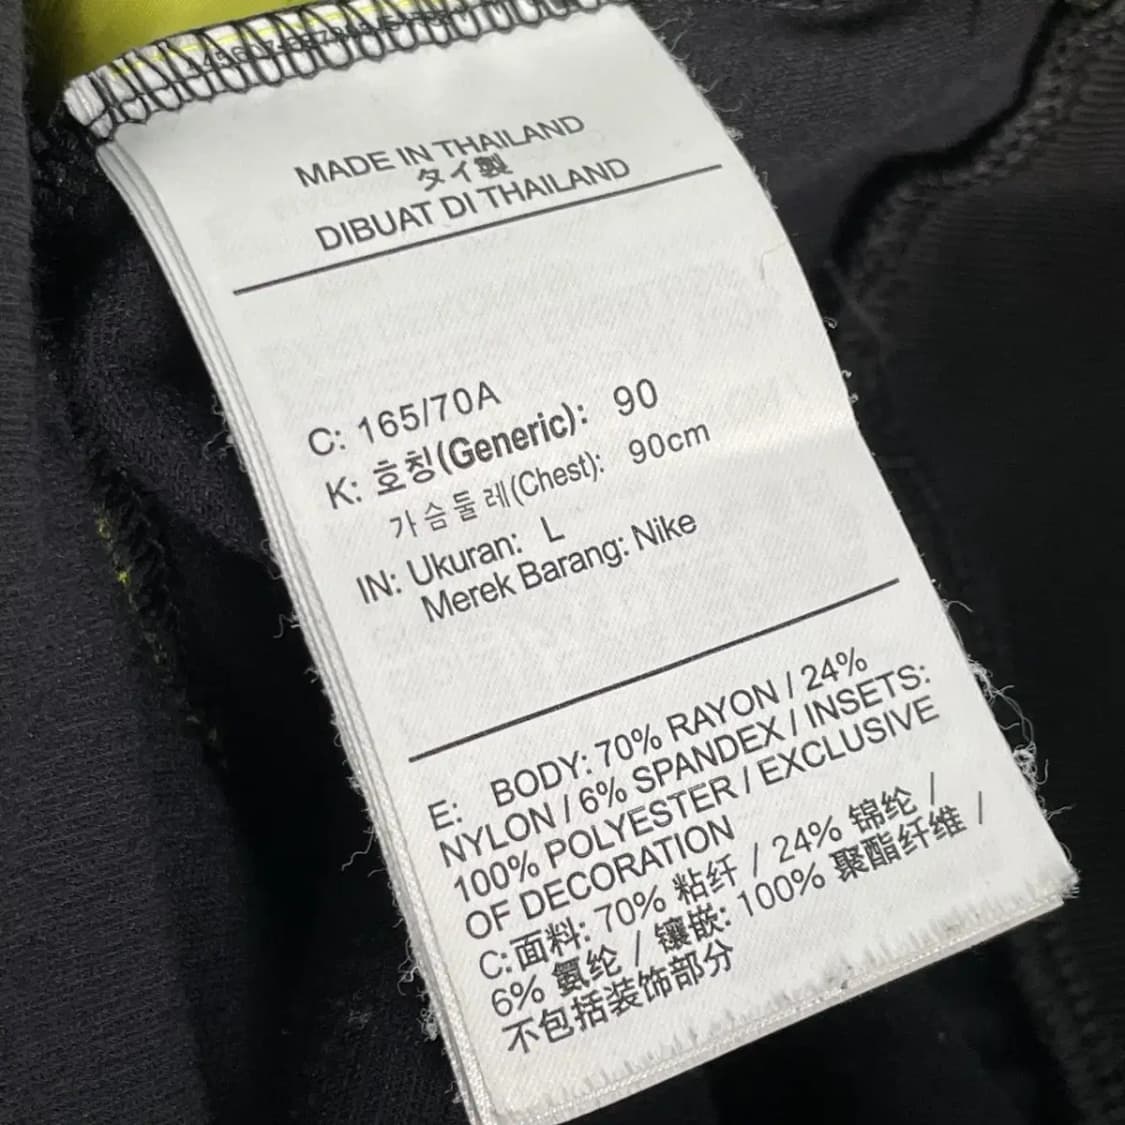 MADE IN THAILAND
タイ製
DIBUAT DI THAILAND
C: 165/70A
K: 호칭(Generic): 90
가슴둘레(Chest): 90cm
IN: Ukuran: L
Merek Barang: Nike
E: BODY: 70% RAYON / 24%
NYLON / 6% SPANDEX / INSETS:
100% POLYESTER / EXCLUSIVE
OF DECORATION
C:面料: 70% 粘纤 / 24% 锦纶 /
6% 氨纶 / 镶嵌: 100% 聚酯纤维 /
不包括装饰部分